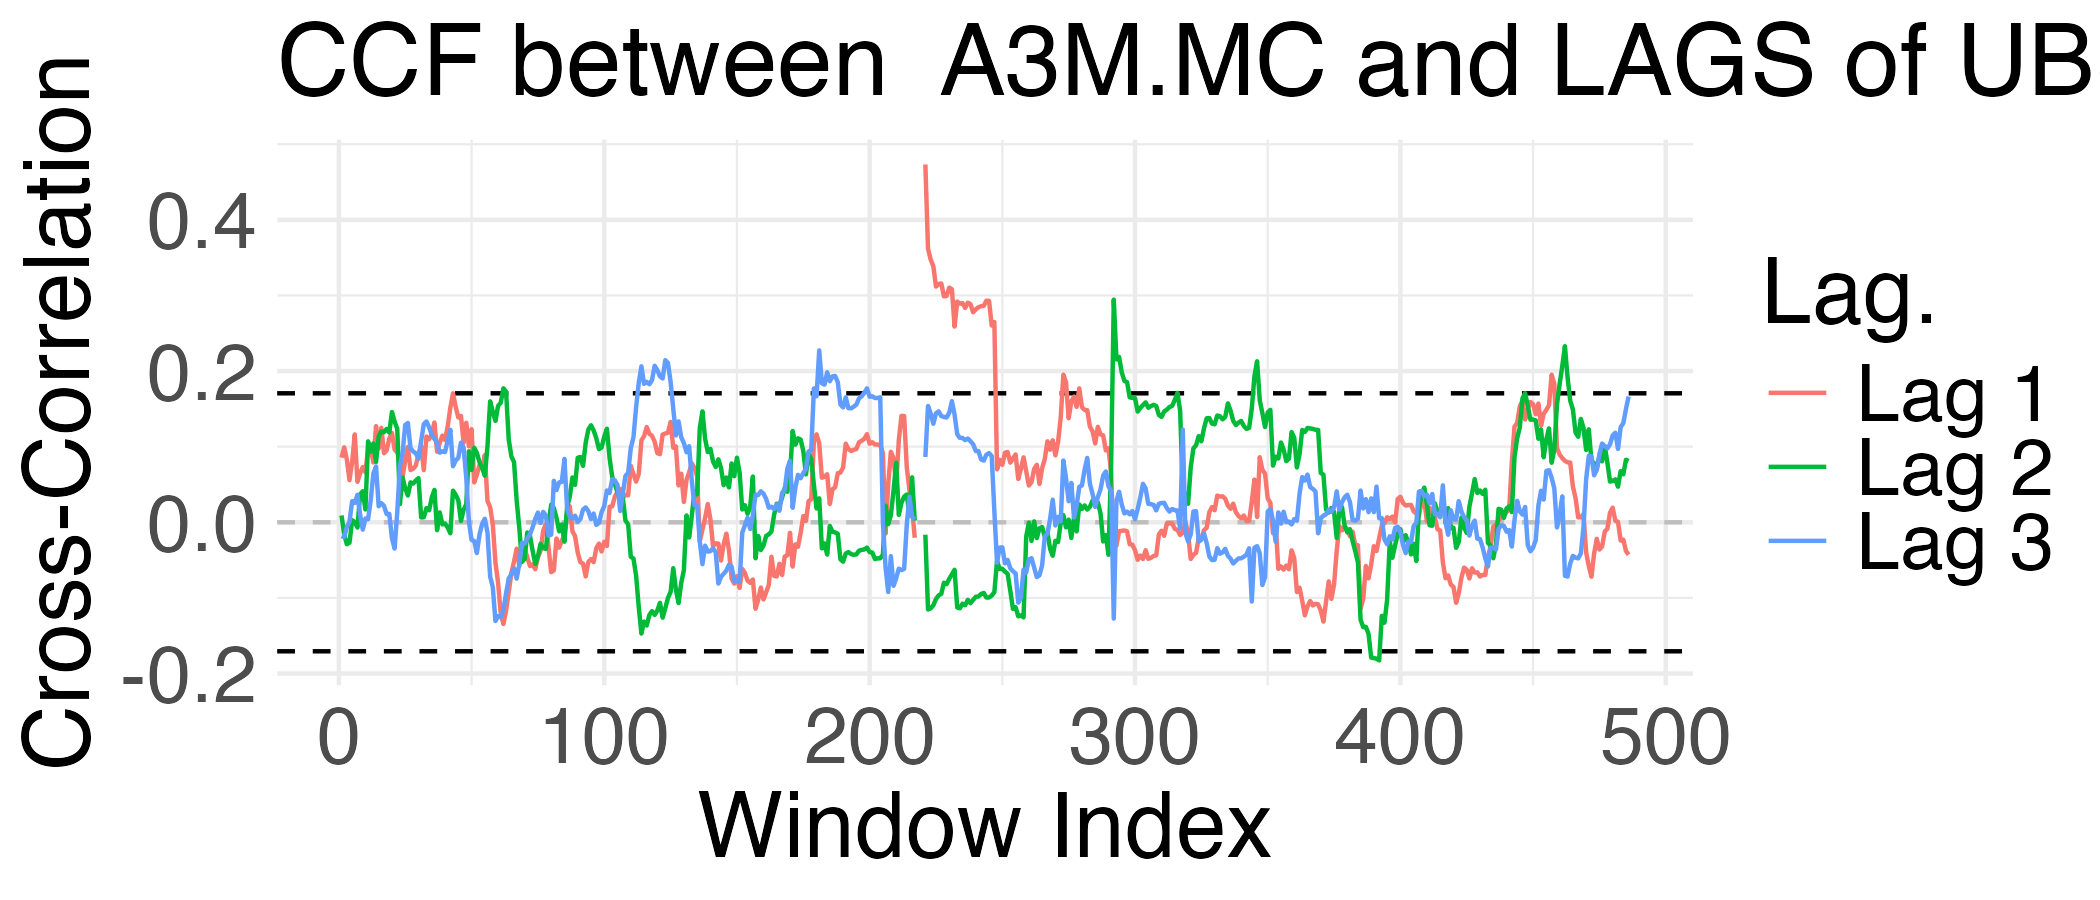 CCF between  A3M.MC and LAGS of UB
Cross-Correlation
0.4
0.2
0.0
-0.2
0 100 200 300 400 500
Window Index
Lag.
Lag 1
Lag 2
Lag 3